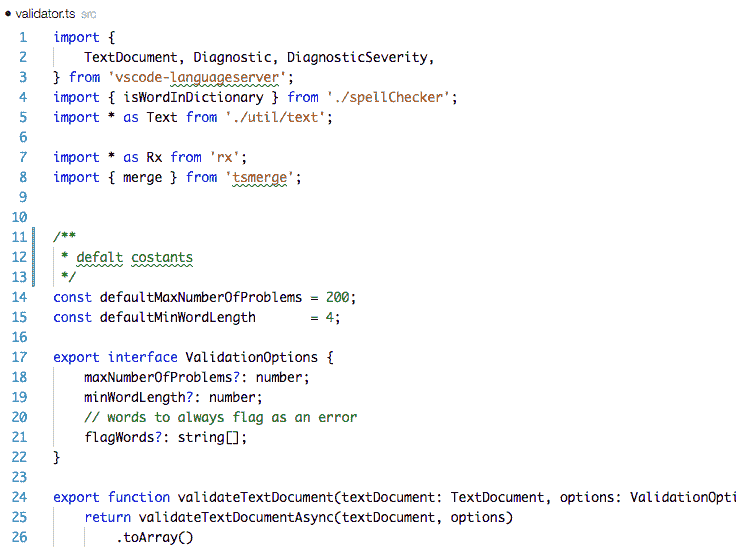 ● validator.ts src
1 import {
2     TextDocument, Diagnostic, DiagnosticSeverity,
3 } from 'vscode-languageserver';
4 import { isWordInDictionary } from './spellChecker';
5 import * as Text from './util/text';
6
7 import * as Rx from 'rx';
8 import { merge } from 'tsmerge';
9
10
11 /**
12  * defalt costants
13  */
14 const defaultMaxNumberOfProblems = 200;
15 const defaultMinWordLength       = 4;
16
17 export interface ValidationOptions {
18     maxNumberOfProblems?: number;
19     minWordLength?: number;
20     // words to always flag as an error
21     flagWords?: string[];
22 }
23
24 export function validateTextDocument(textDocument: TextDocument, options: ValidationOpti
25     return validateTextDocumentAsync(textDocument, options)
26         .toArray()